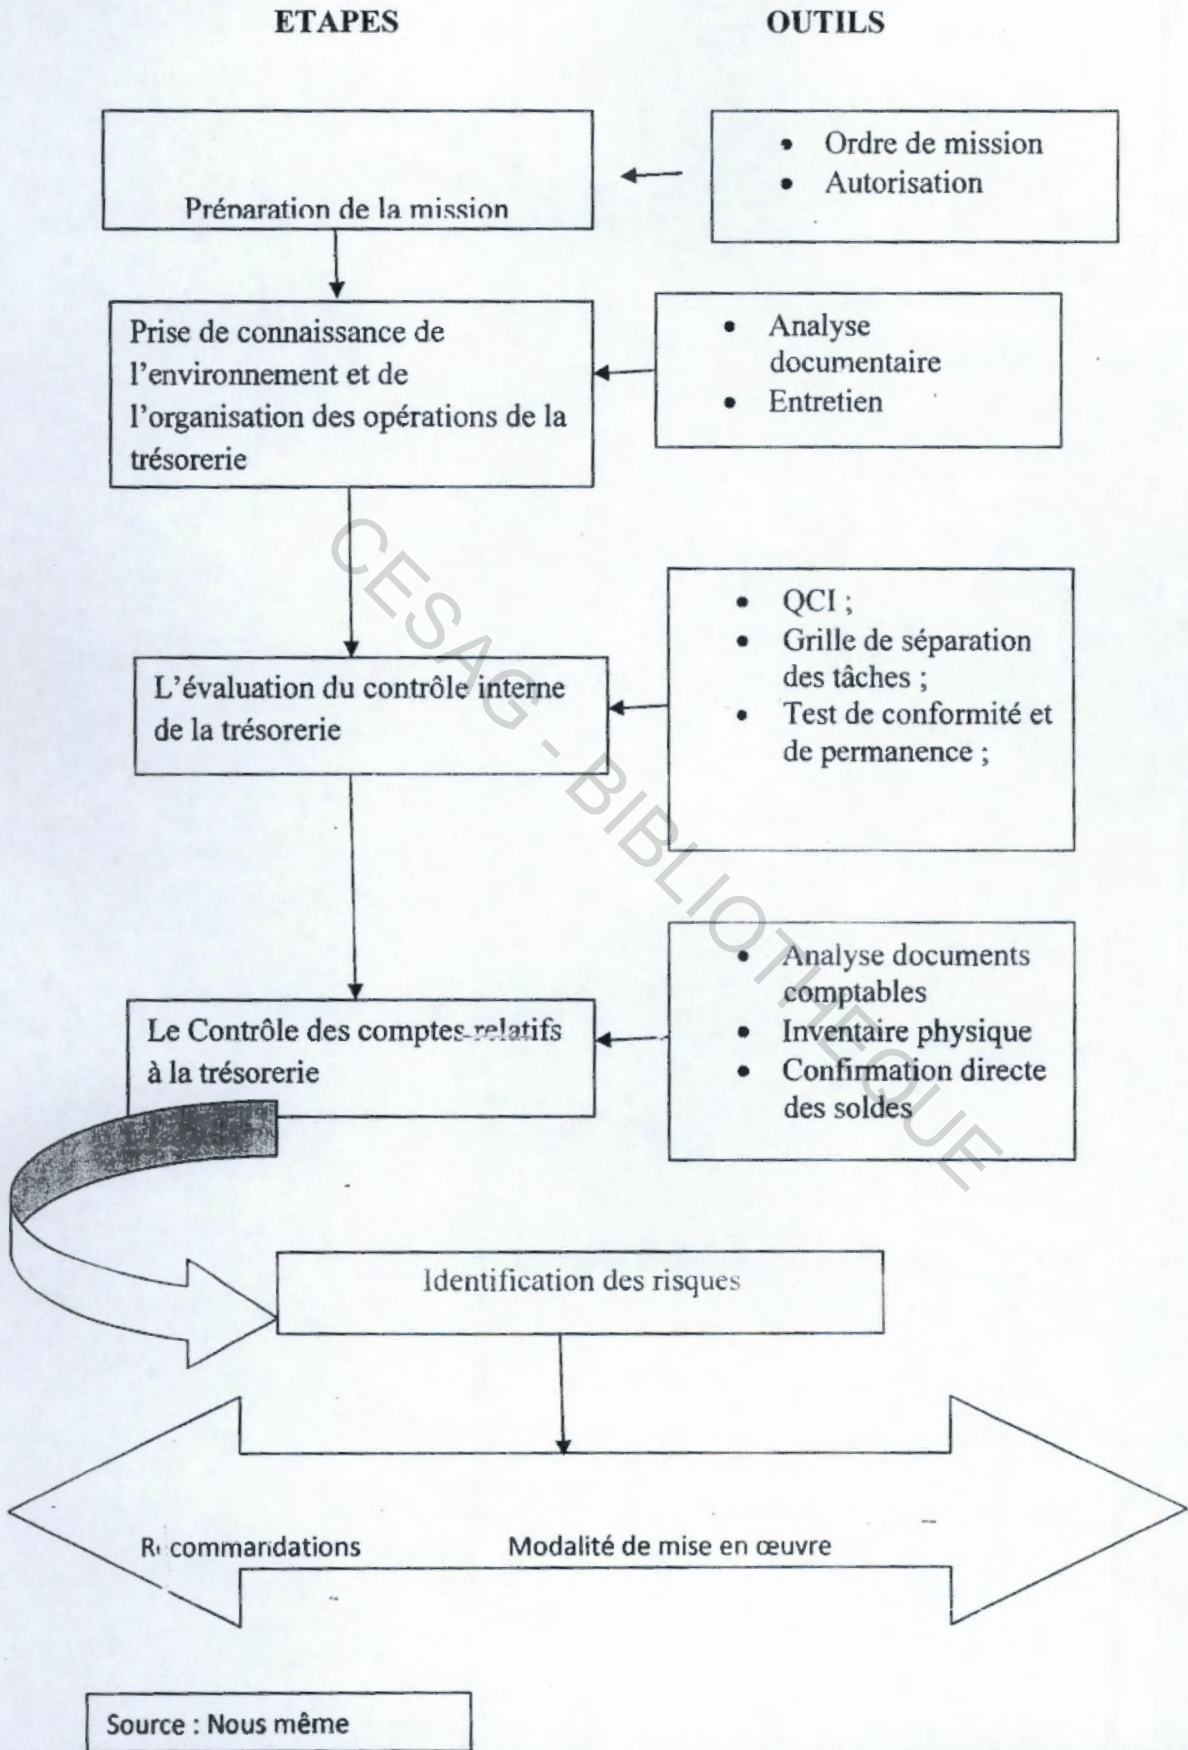 ETAPES
OUTILS
Préparation de la mission
• Ordre de mission
• Autorisation
Prise de connaissance de
l'environnement et de
l'organisation des opérations de la
trésorerie
• Analyse
documentaire
• Entretien
L'évaluation du contrôle interne
de la trésorerie
• QCI ;
• Grille de séparation
des tâches ;
• Test de conformité et
de permanence ;
Le Contrôle des comptes relatifs
à la trésorerie
• Analyse documents
comptables
• Inventaire physique
• Confirmation directe
des soldes
CESAG - BIBLIOTHEQUE
Identification des risques
Recommandations
Modalité de mise en œuvre
Source : Nous même